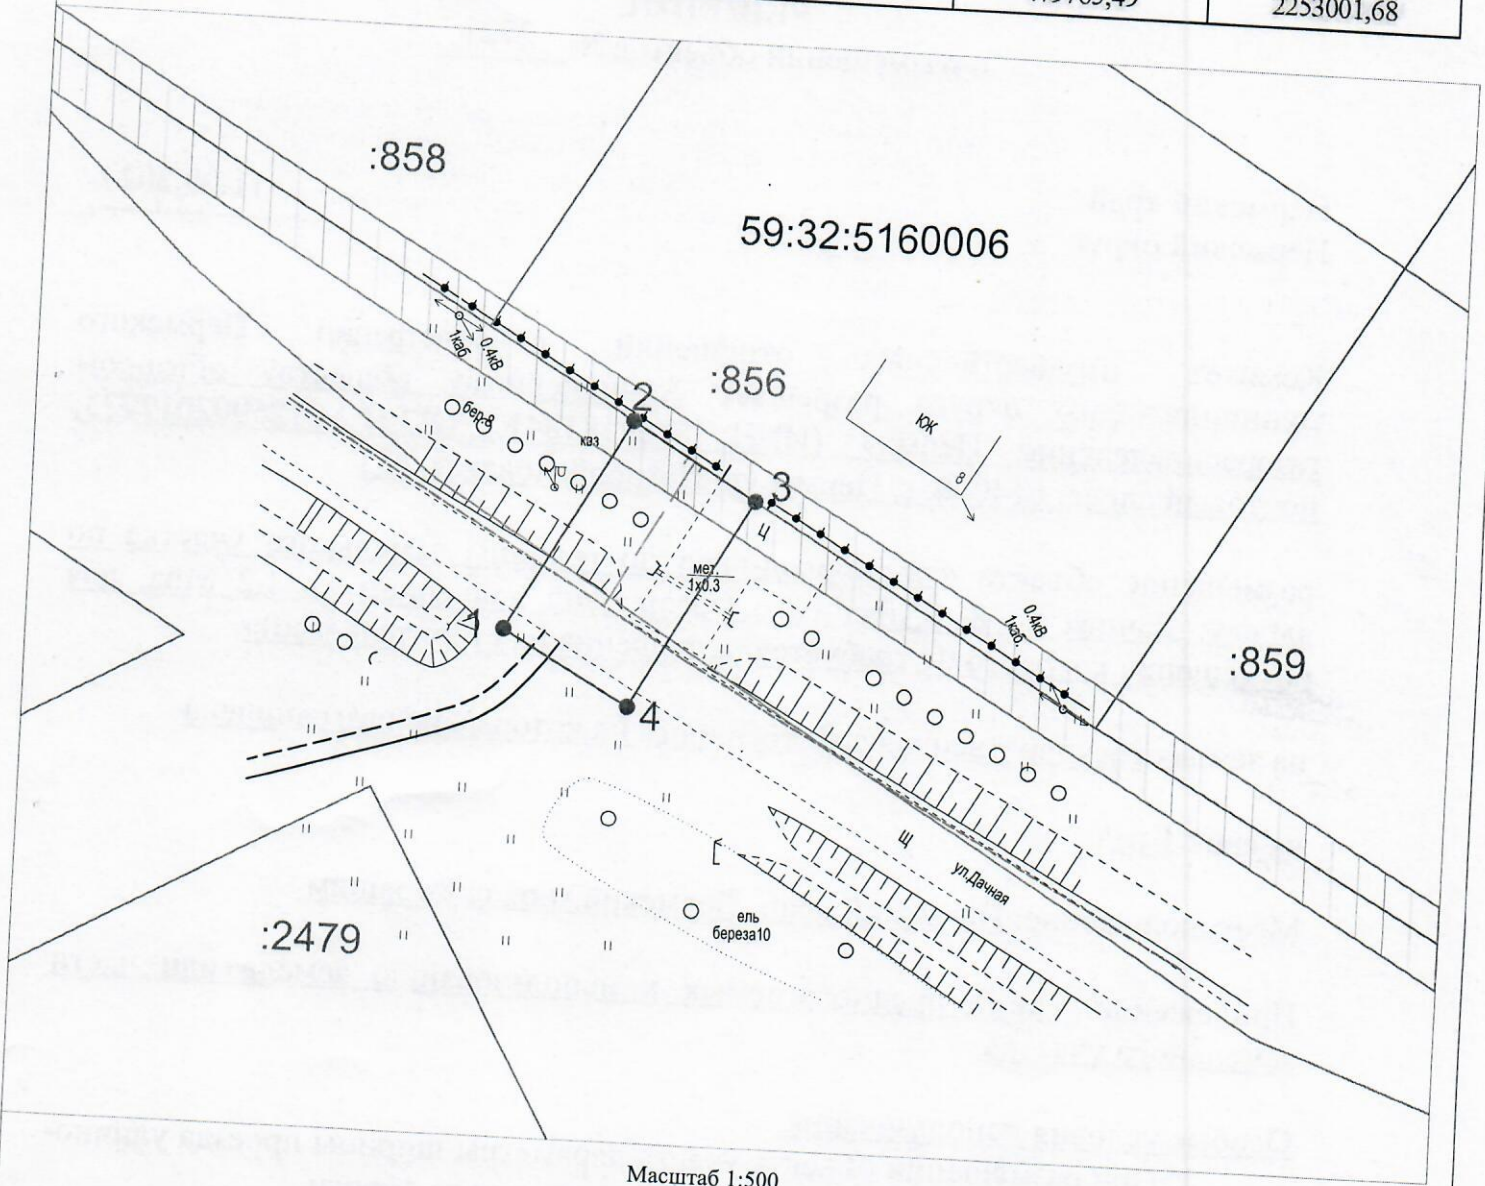 2253001,68
:858
59:32:5160006
0.4кВ
1каб
:856
2
бер.8
каз
КЖ
8
3
Ц
мет.
1х0.3
0.4кВ
1каб.
:859
1
4
Щ
ул.Дачная
:2479
ель
береза10
Масштаб 1:500